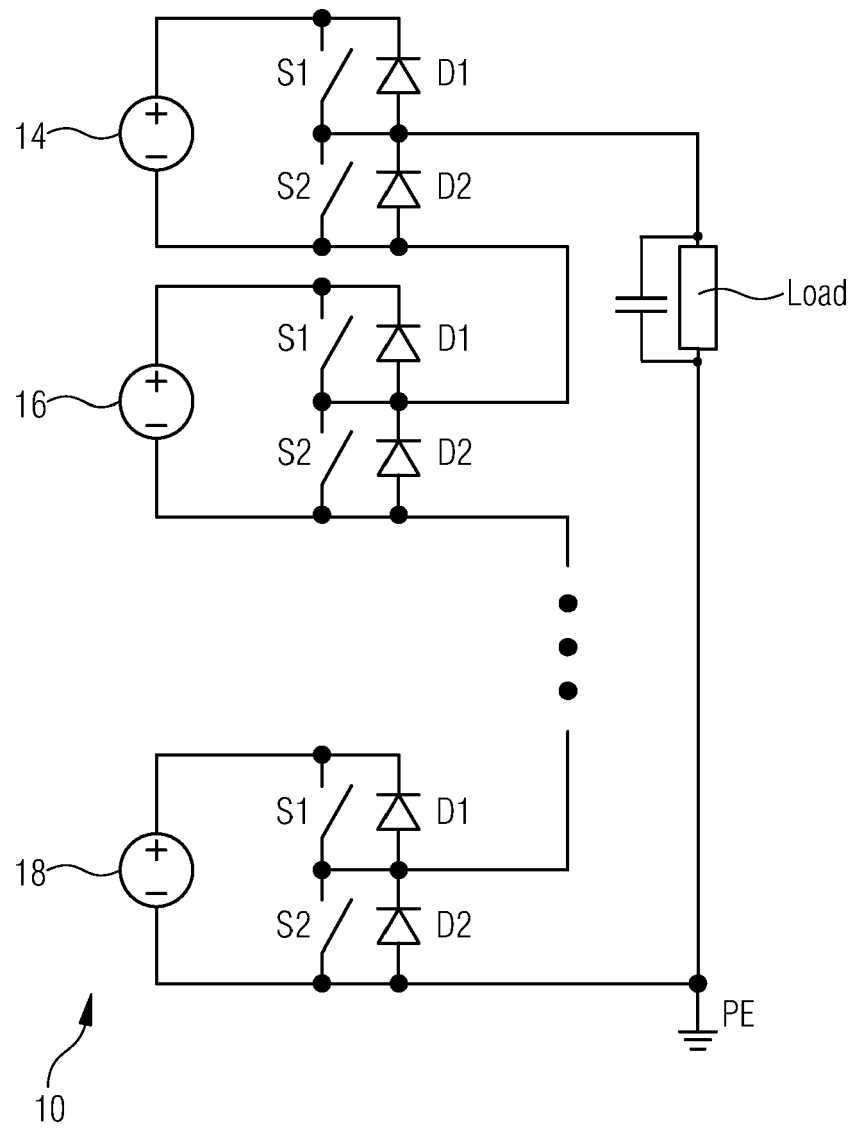 S1 D1
14
+
−
S2 D2
Load
S1 D1
16
+
−
S2 D2
S1 D1
18
+
−
S2 D2
PE
10